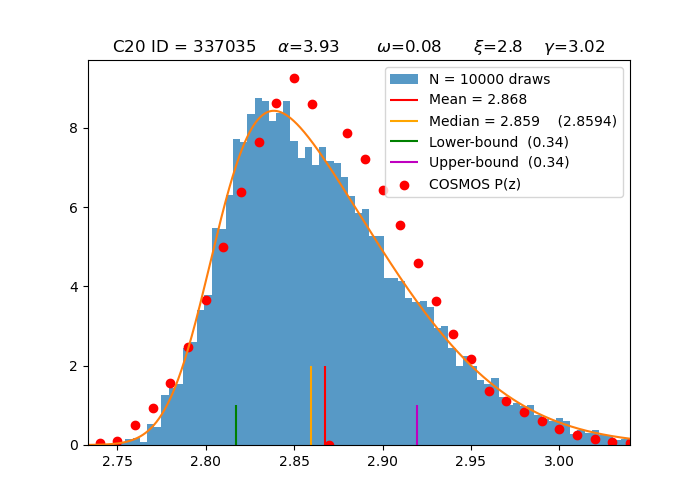 C20 ID = 337035 α=3.93 ω=0.08 ξ=2.8 γ=3.02
N = 10000 draws
Mean = 2.868
Median = 2.859 (2.8594)
Lower-bound (0.34)
Upper-bound (0.34)
COSMOS P(z)
8
6
4
2
0
2.75 2.80 2.85 2.90 2.95 3.00